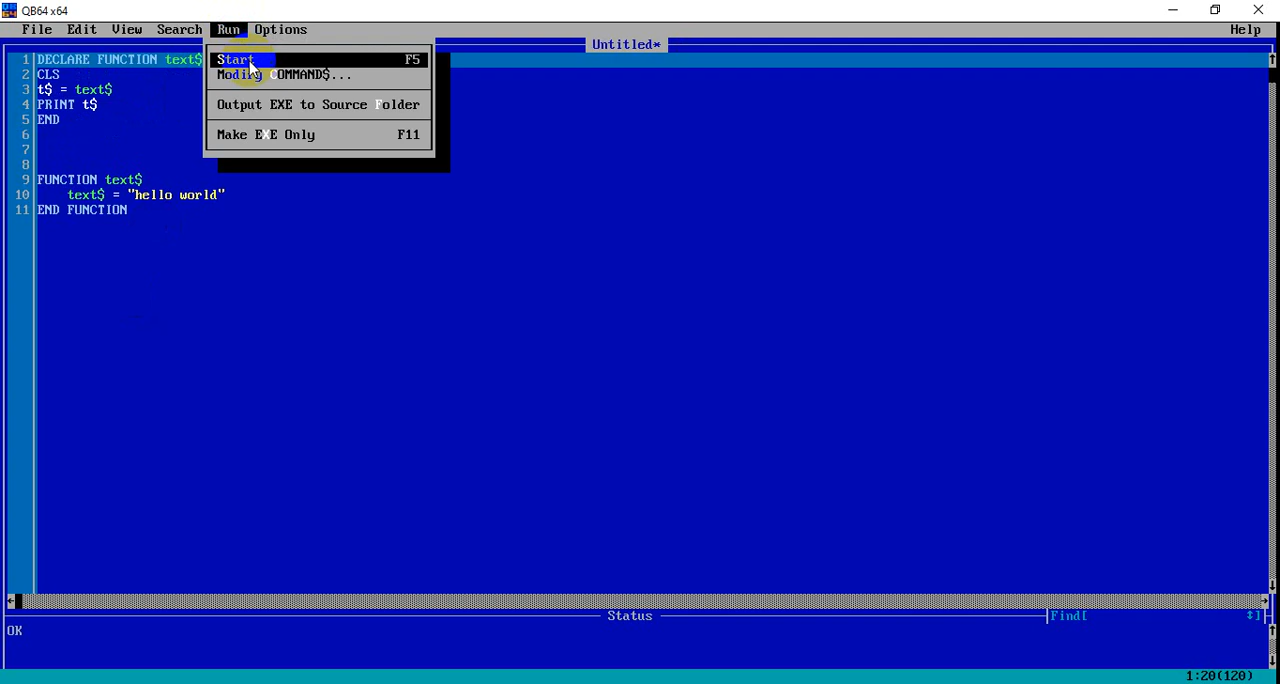 QB64 x64
File Edit View Search Run Options Help
Untitled*
1 DECLARE FUNCTION text$
2 CLS
3 t$ = text$
4 PRINT t$
5 END
6
7
8
9 FUNCTION text$
10 text$ = "hello world"
11 END FUNCTION
Start F5
Modify COMMAND$...
Output EXE to Source Folder
Make EXE Only F11
Status
Find[
↕]
OK
1:20(120)